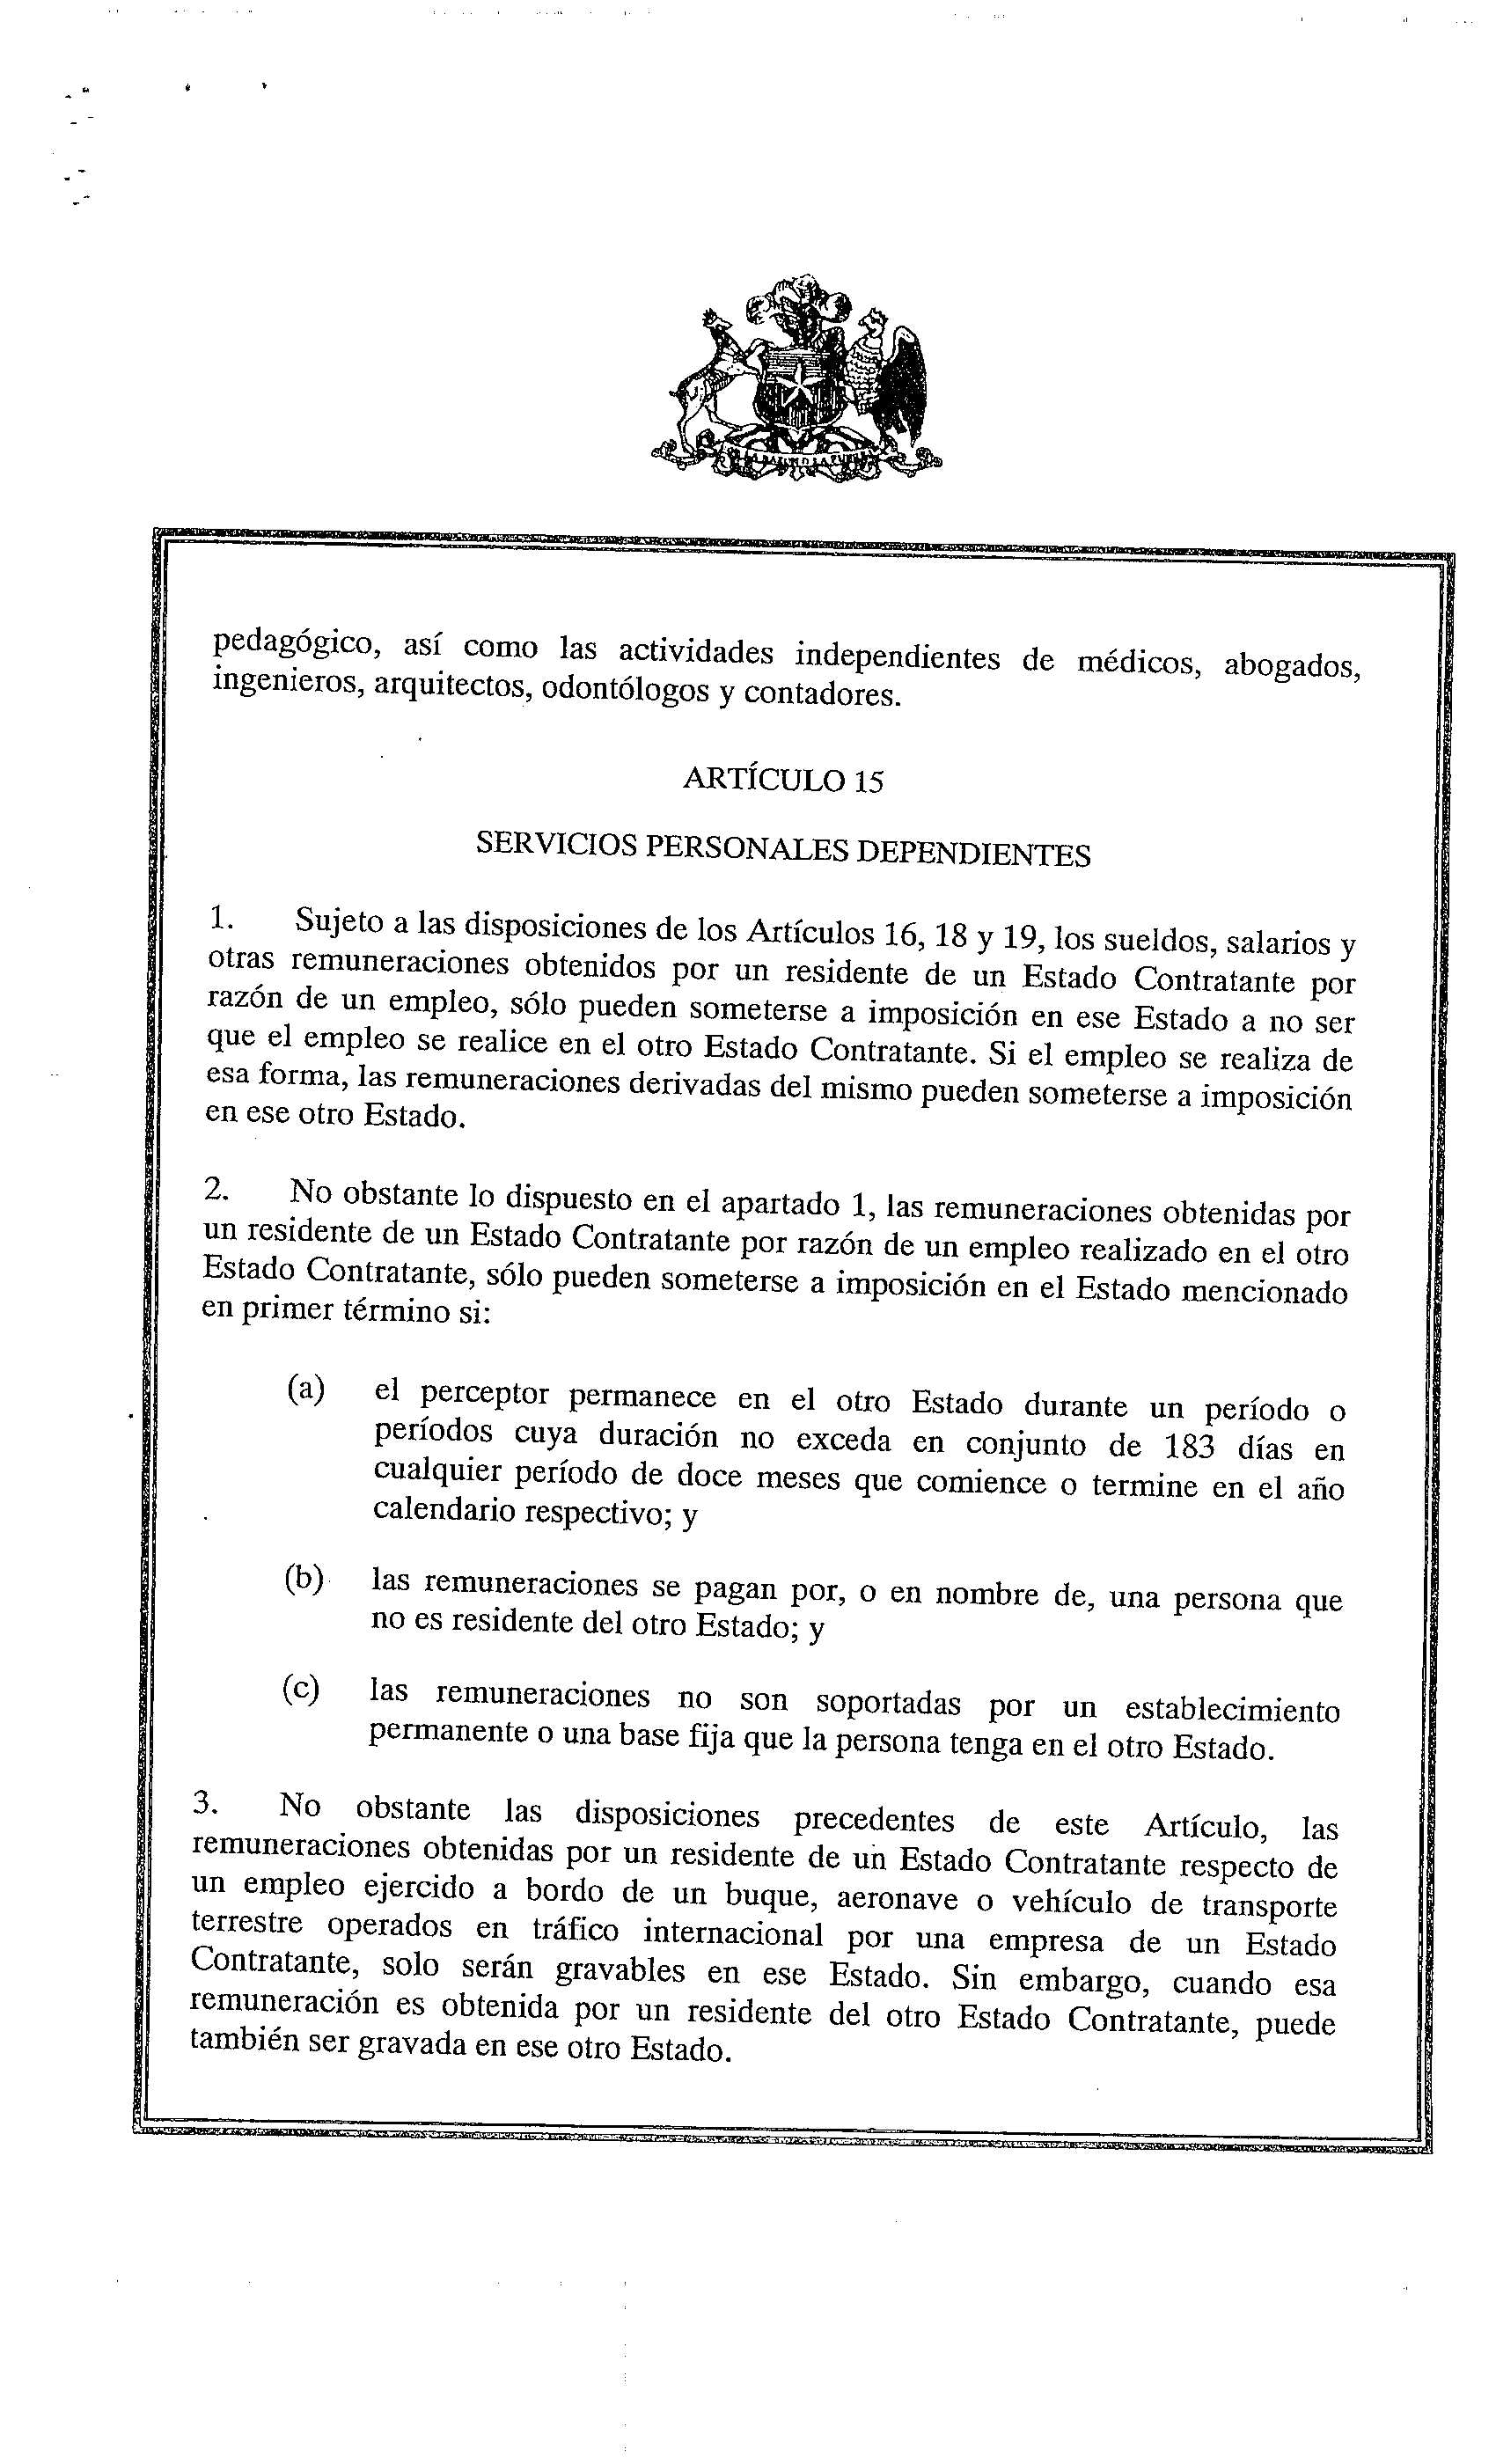 pedagógico, así como las actividades independientes de médicos, abogados,
ingenieros, arquitectos, odontólogos y contadores.
ARTÍCULO 15
SERVICIOS PERSONALES DEPENDIENTES
1. Sujeto a las disposiciones de los Artículos 16, 18 y 19, los sueldos, salarios y
otras remuneraciones obtenidos por un residente de un Estado Contratante por
razón de un empleo, sólo pueden someterse a imposición en ese Estado a no ser
que el empleo se realice en el otro Estado Contratante. Si el empleo se realiza de
esa forma, las remuneraciones derivadas del mismo pueden someterse a imposición
en ese otro Estado.
2. No obstante lo dispuesto en el apartado 1, las remuneraciones obtenidas por
un residente de un Estado Contratante por razón de un empleo realizado en el otro
Estado Contratante, sólo pueden someterse a imposición en el Estado mencionado
en primer término si:
(a) el perceptor permanece en el otro Estado durante un período o
períodos cuya duración no exceda en conjunto de 183 días en
cualquier período de doce meses que comience o termine en el año
calendario respectivo; y
(b) las remuneraciones se pagan por, o en nombre de, una persona que
no es residente del otro Estado; y
(c) las remuneraciones no son soportadas por un establecimiento
permanente o una base fija que la persona tenga en el otro Estado.
3. No obstante las disposiciones precedentes de este Artículo, las
remuneraciones obtenidas por un residente de un Estado Contratante respecto de
un empleo ejercido a bordo de un buque, aeronave o vehículo de transporte
terrestre operados en tráfico internacional por una empresa de un Estado
Contratante, solo serán gravables en ese Estado. Sin embargo, cuando esa
remuneración es obtenida por un residente del otro Estado Contratante, puede
también ser gravada en ese otro Estado.